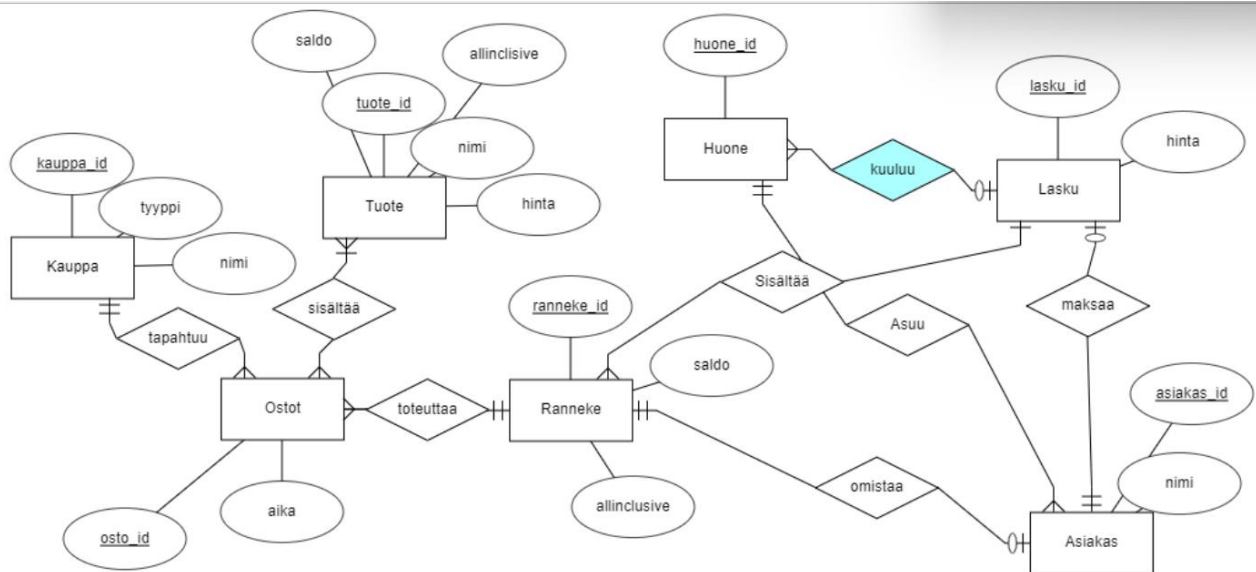 saldo
allinclisive
tuote_id
nimi
hinta
Tuote
kauppa_id
tyyppi
nimi
Kauppa
tapahtuu
sisältää
huone_id
Huone
kuuluu
lasku_id
hinta
Lasku
Sisältää
Asuu
maksaa
ranneke_id
saldo
Ostot
toteuttaa
Ranneke
allinclusive
osto_id
aika
omistaa
asiakas_id
nimi
Asiakas